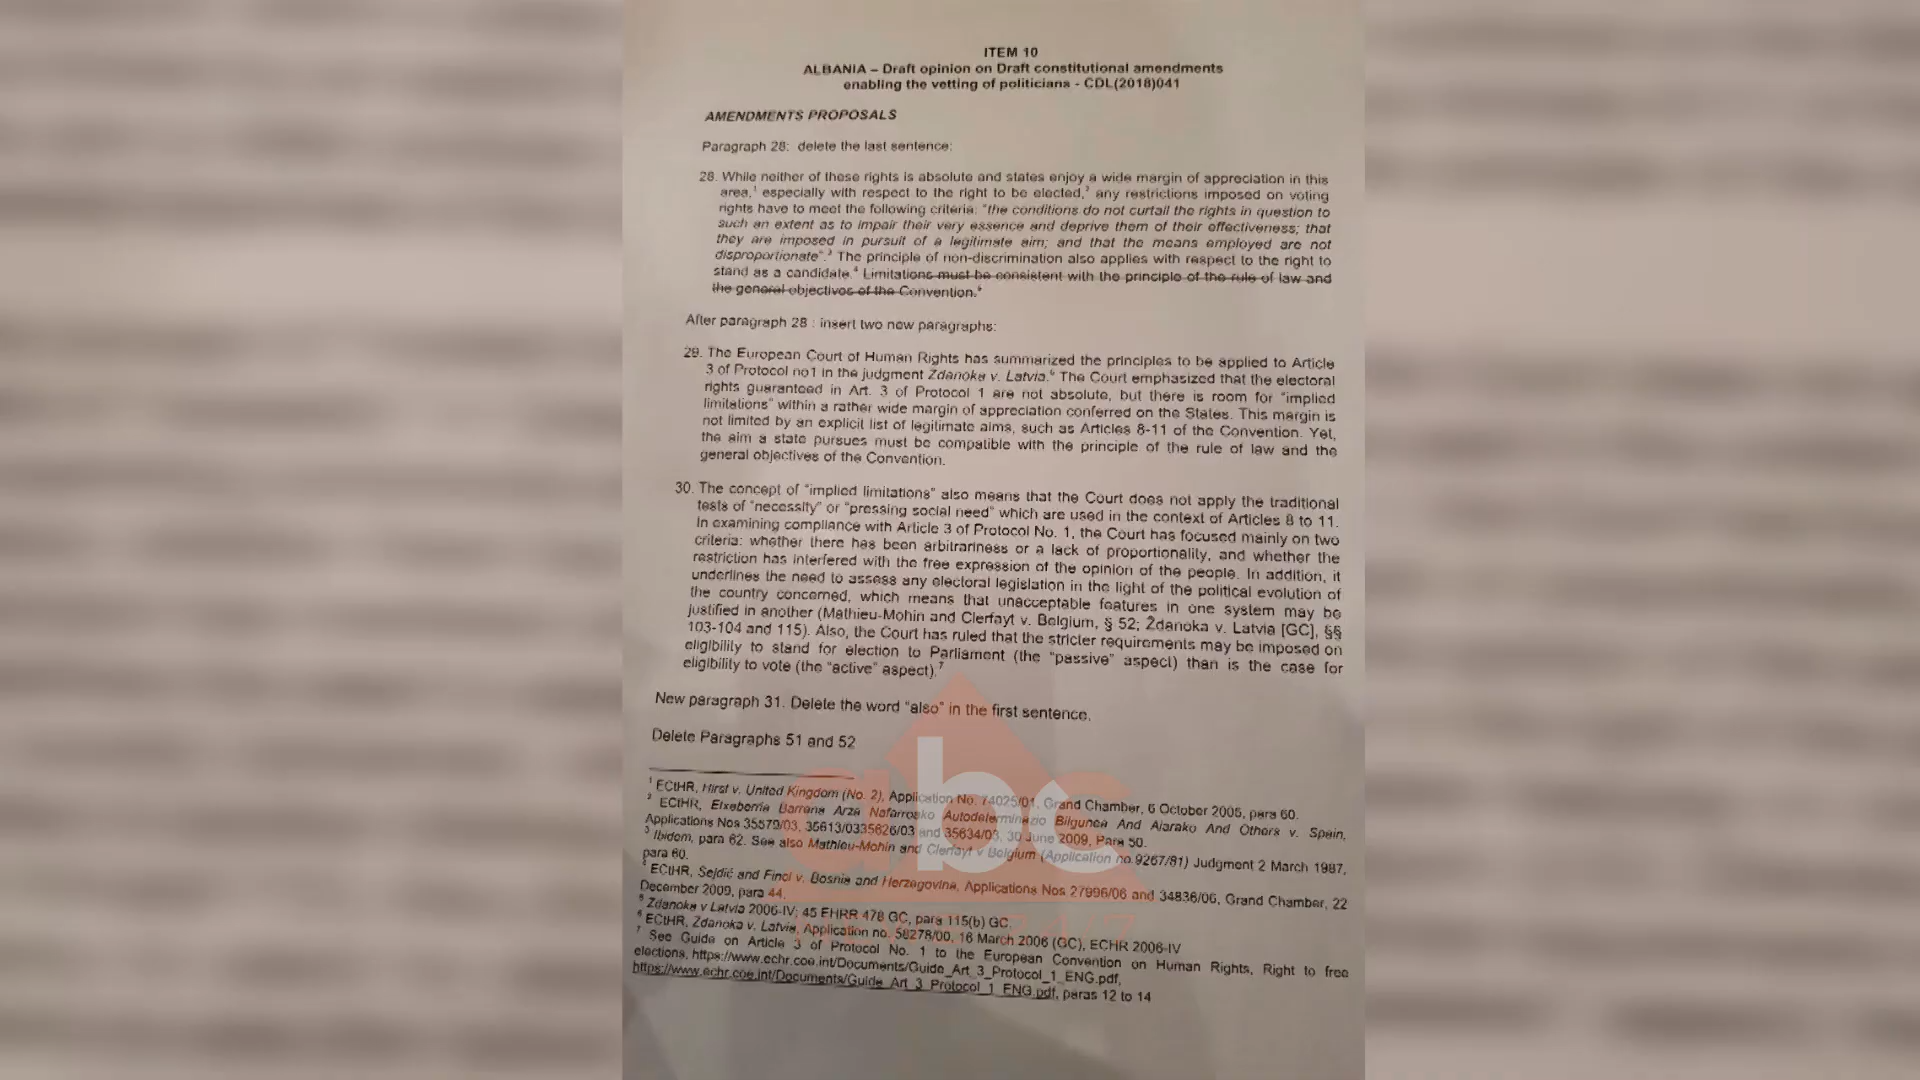 ITEM 10
ALBANIA – Draft opinion on Draft constitutional amendments
enabling the vetting of politicians - CDL(2018)041
AMENDMENTS PROPOSALS
Paragraph 28: delete the last sentence:
28. While neither of these rights is absolute and states enjoy a wide margin of appreciation in this
area,¹ especially with respect to the right to be elected,² any restrictions imposed on voting
rights have to meet the following criteria: "the conditions do not curtail the rights in question to
such an extent as to impair their very essence and deprive them of their effectiveness; that
they are imposed in pursuit of a legitimate aim; and that the means employed are not
disproportionate".³ The principle of non-discrimination also applies with respect to the right to
stand as a candidate.⁴ Limitations must be consistent with the principle of the rule of law and
the general objectives of the Convention.⁵
After paragraph 28 : insert two new paragraphs:
29. The European Court of Human Rights has summarized the principles to be applied to Article
3 of Protocol no1 in the judgment Zdanoka v. Latvia.⁶ The Court emphasized that the electoral
rights guaranteed in Art. 3 of Protocol 1 are not absolute, but there is room for "implied
limitations" within a rather wide margin of appreciation conferred on the States. This margin is
not limited by an explicit list of legitimate aims, such as Articles 8-11 of the Convention. Yet,
the aim a state pursues must be compatible with the principle of the rule of law and the
general objectives of the Convention.
30. The concept of "implied limitations" also means that the Court does not apply the traditional
tests of "necessity" or "pressing social need" which are used in the context of Articles 8 to 11.
In examining compliance with Article 3 of Protocol No. 1, the Court has focused mainly on two
criteria: whether there has been arbitrariness or a lack of proportionality, and whether the
restriction has interfered with the free expression of the opinion of the people. In addition, it
underlines the need to assess any electoral legislation in the light of the political evolution of
the country concerned, which means that unacceptable features in one system may be
justified in another (Mathieu-Mohin and Clerfayt v. Belgium, § 52; Ždanoka v. Latvia [GC], §§
103-104 and 115). Also, the Court has ruled that the stricter requirements may be imposed on
eligibility to stand for election to Parliament (the "passive" aspect) than is the case for
eligibility to vote (the "active" aspect).⁷
New paragraph 31. Delete the word "also" in the first sentence.
Delete Paragraphs 51 and 52
abc
¹ ECtHR, Hirst v. United Kingdom (No. 2), Application No. 74025/01, Grand Chamber, 6 October 2005, para 60.
² ECtHR, Etxeberria Barrena Arza Nafarroako Autodeterminazio Bilgunea And Aiarako And Others v. Spain,
Applications Nos 35579/03, 35613/0335626/03 and 35634/03, 30 June 2009, Para 50.
³ Ibidem, para 62. See also Mathieu-Mohin and Clerfayt v Belgium (Application no 9267/81) Judgment 2 March 1987,
para 60.
⁴ ECtHR, Sejdić and Finci v. Bosnia and Herzegovina, Applications Nos 27996/06 and 34836/06, Grand Chamber, 22
December 2009, para 44.
⁵ Zdanoka v Latvia 2006-IV; 45 EHRR 478 GC, para 115(b) GC.
⁶ ECtHR, Zdanoka v. Latvia, Application no. 58278/00, 16 March 2006 (GC), ECHR 2006-IV
⁷ See Guide on Article 3 of Protocol No. 1 to the European Convention on Human Rights, Right to free
elections, https://www.echr.coe.int/Documents/Guide_Art_3_Protocol_1_ENG.pdf,
https://www.echr.coe.int/Documents/Guide_Art_3_Protocol_1_ENG.pdf, paras 12 to 14